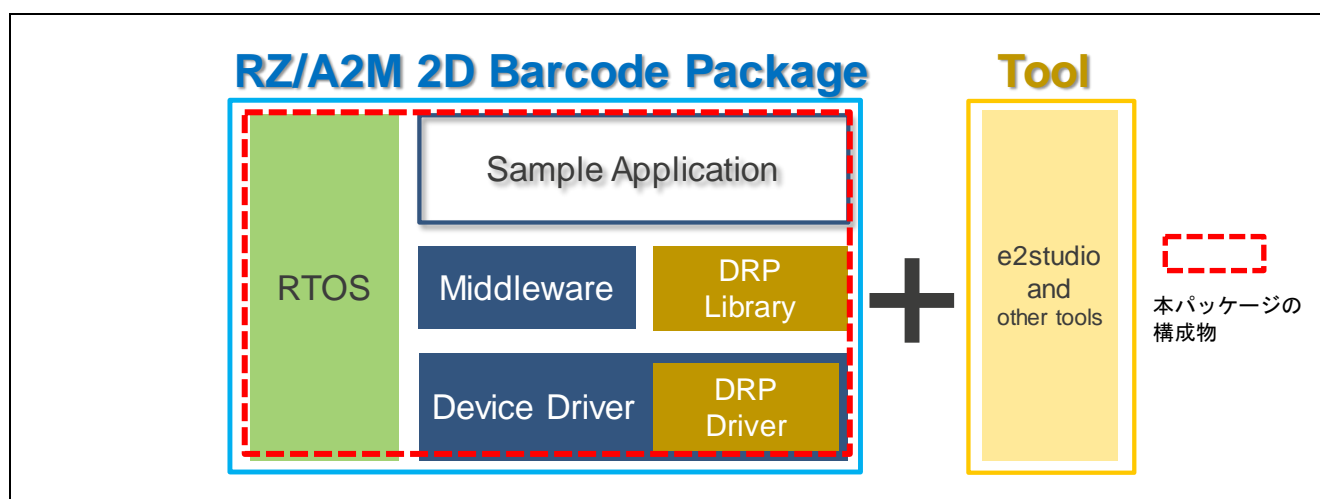 RZ/A2M 2D Barcode Package
Tool
RTOS
Sample Application
Middleware
DRP
Library
Device Driver
DRP
Driver
+
e2studio
and
other tools
本パッケージの
構成物